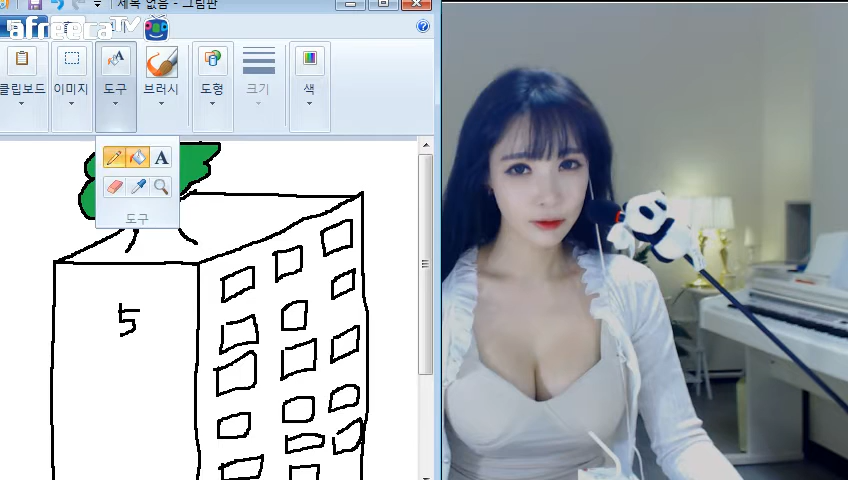 제목 없음 - 그림판
afreecaTV
클립보드
이미지
도구
브러시
도형
크기
색
A
도구
5